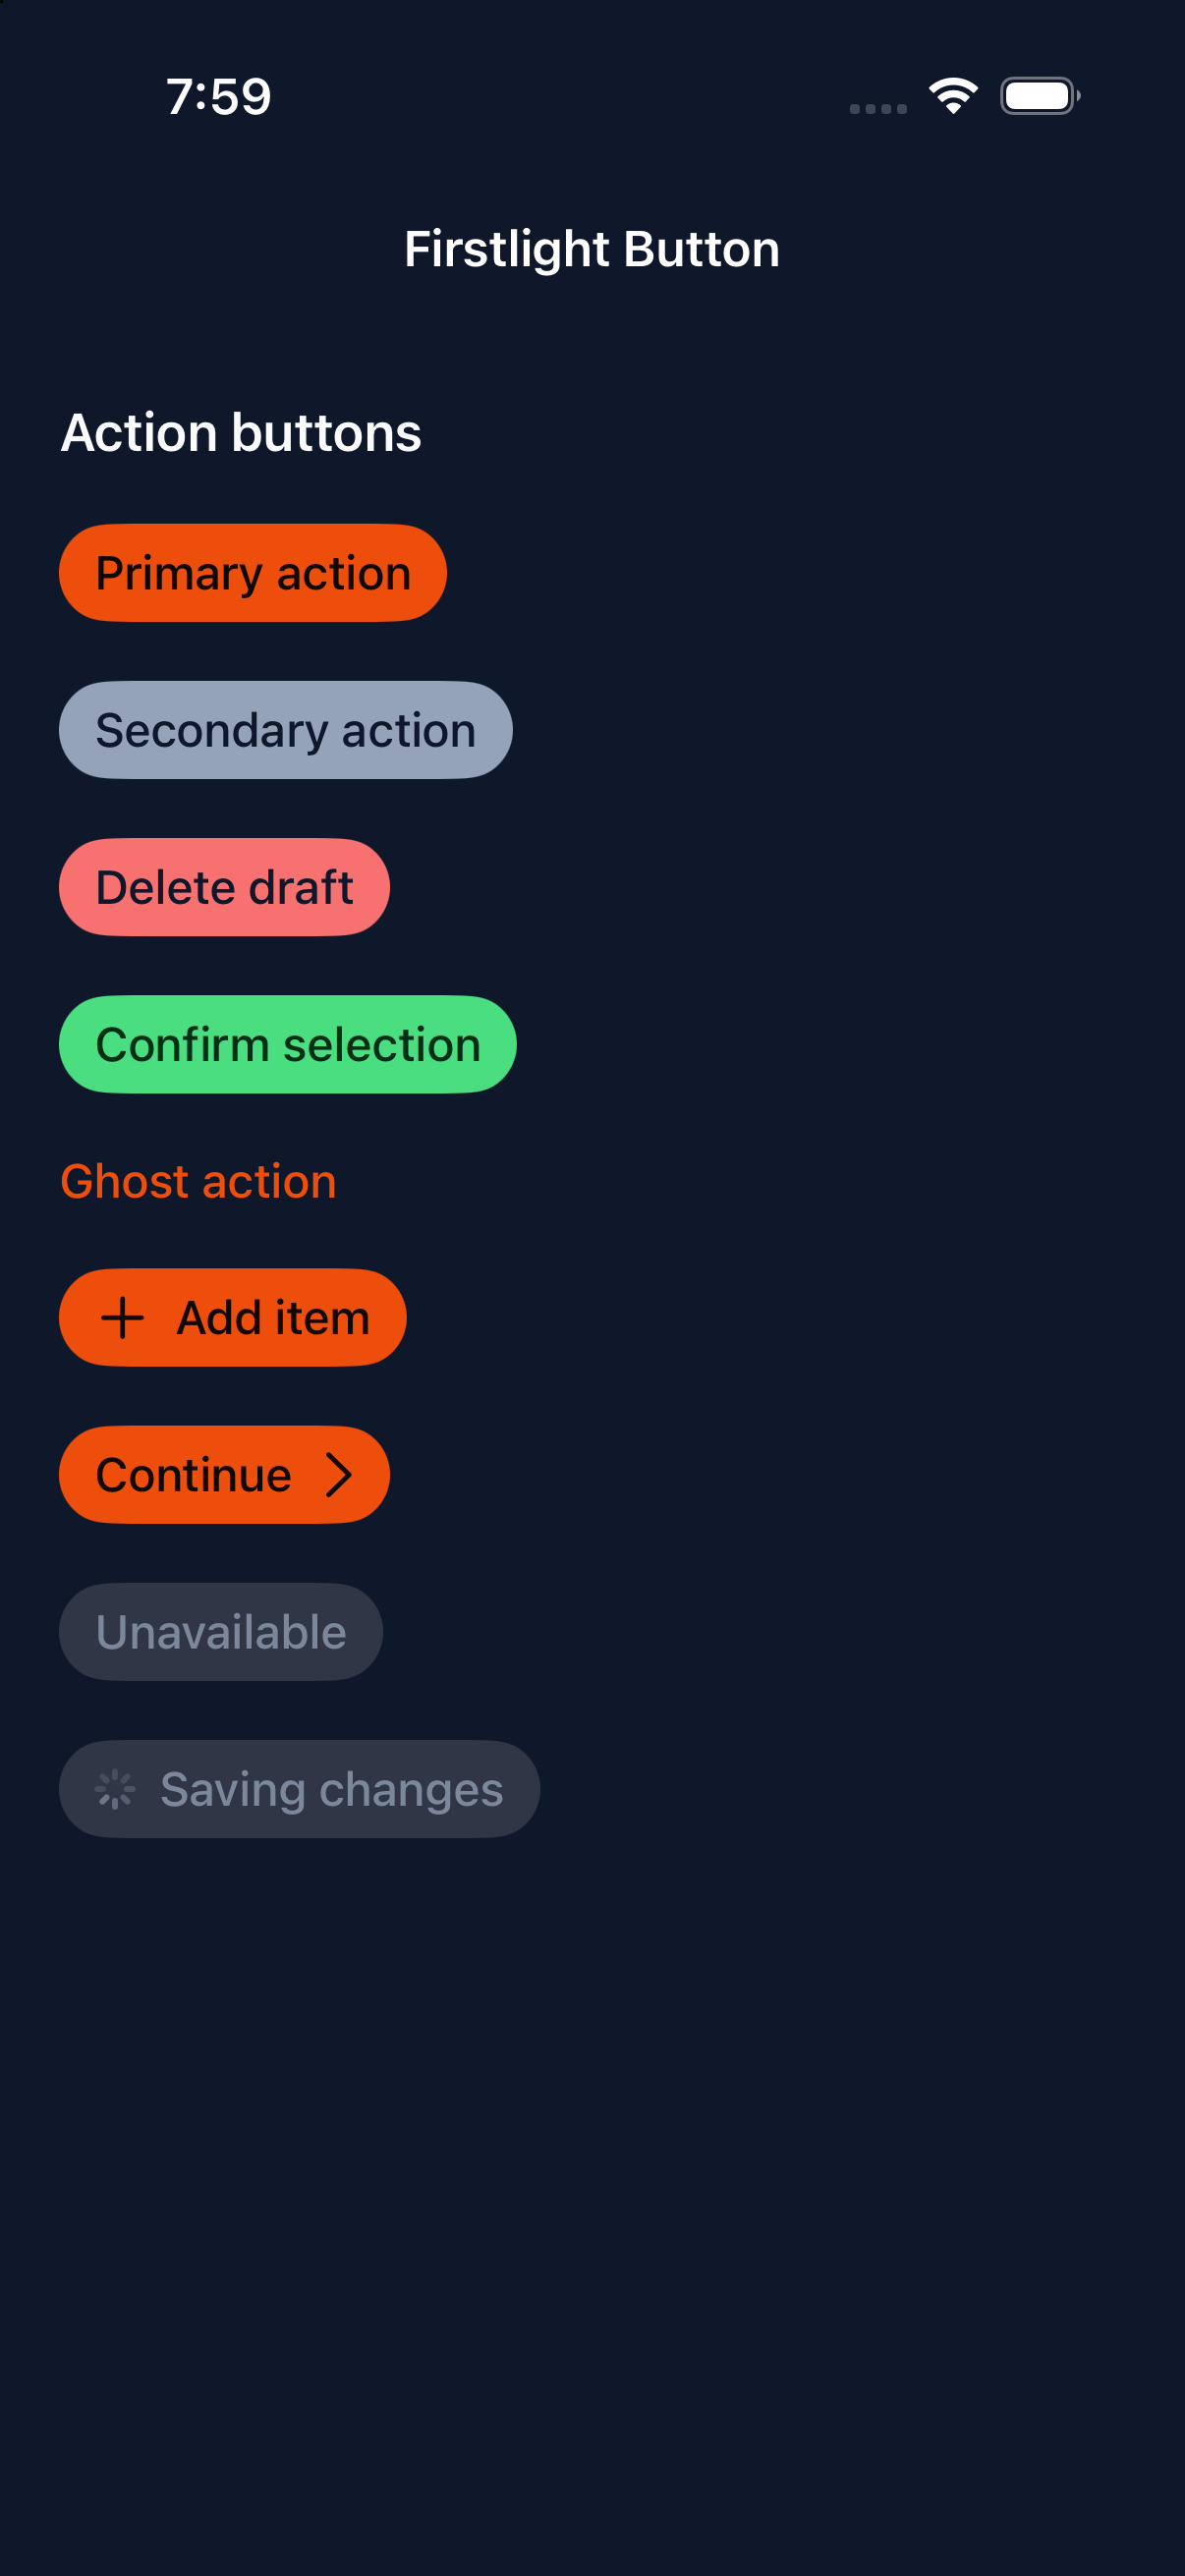 7:59
Firstlight Button
Action buttons
Primary action
Secondary action
Delete draft
Confirm selection
Ghost action
Add item
Continue
Unavailable
Saving changes